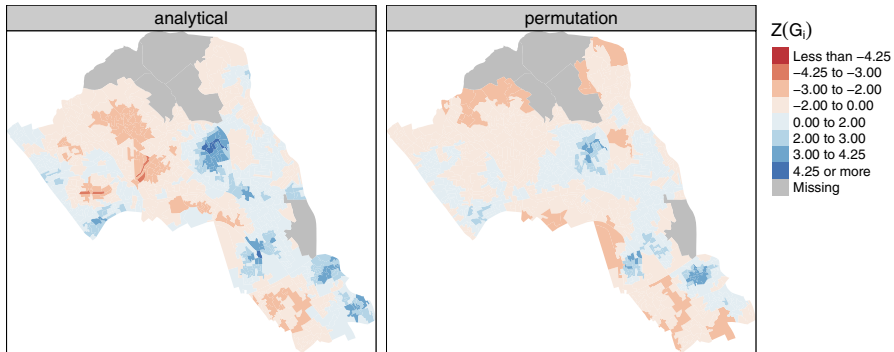 analytical
permutation
Z(Gᵢ)
Less than −4.25
−4.25 to −3.00
−3.00 to −2.00
−2.00 to 0.00
0.00 to 2.00
2.00 to 3.00
3.00 to 4.25
4.25 or more
Missing